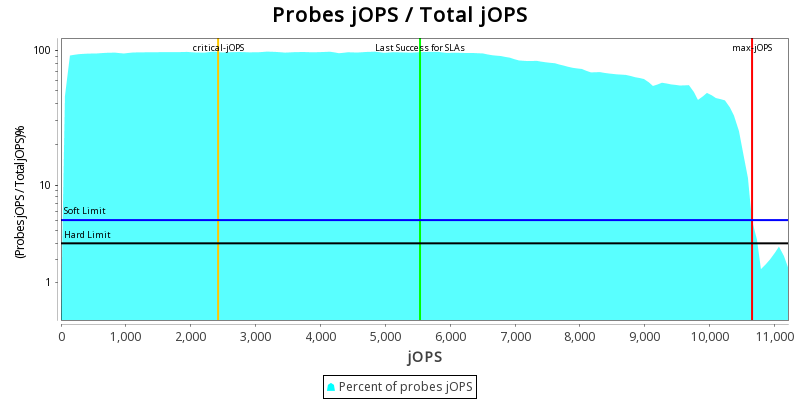 Probes jOPS / Total jOPS
critical-jOPS
Last Success for SLAs
max-jOPS
(Probes jOPS / Total jOPS)%
100
10
1
Soft Limit
Hard Limit
0 1,000 2,000 3,000 4,000 5,000 6,000 7,000 8,000 9,000 10,000 11,000
jOPS
Percent of probes jOPS